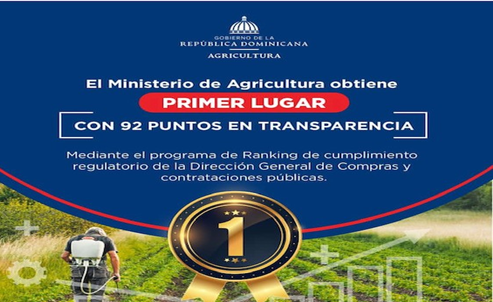 GOBIERNO DE LA
REPÚBLICA DOMINICANA
AGRICULTURA
El Ministerio de Agricultura obtiene
PRIMER LUGAR
CON 92 PUNTOS EN TRANSPARENCIA
Mediante el programa de Ranking de cumplimiento
regulatorio de la Dirección General de Compras y
contrataciones públicas.
1